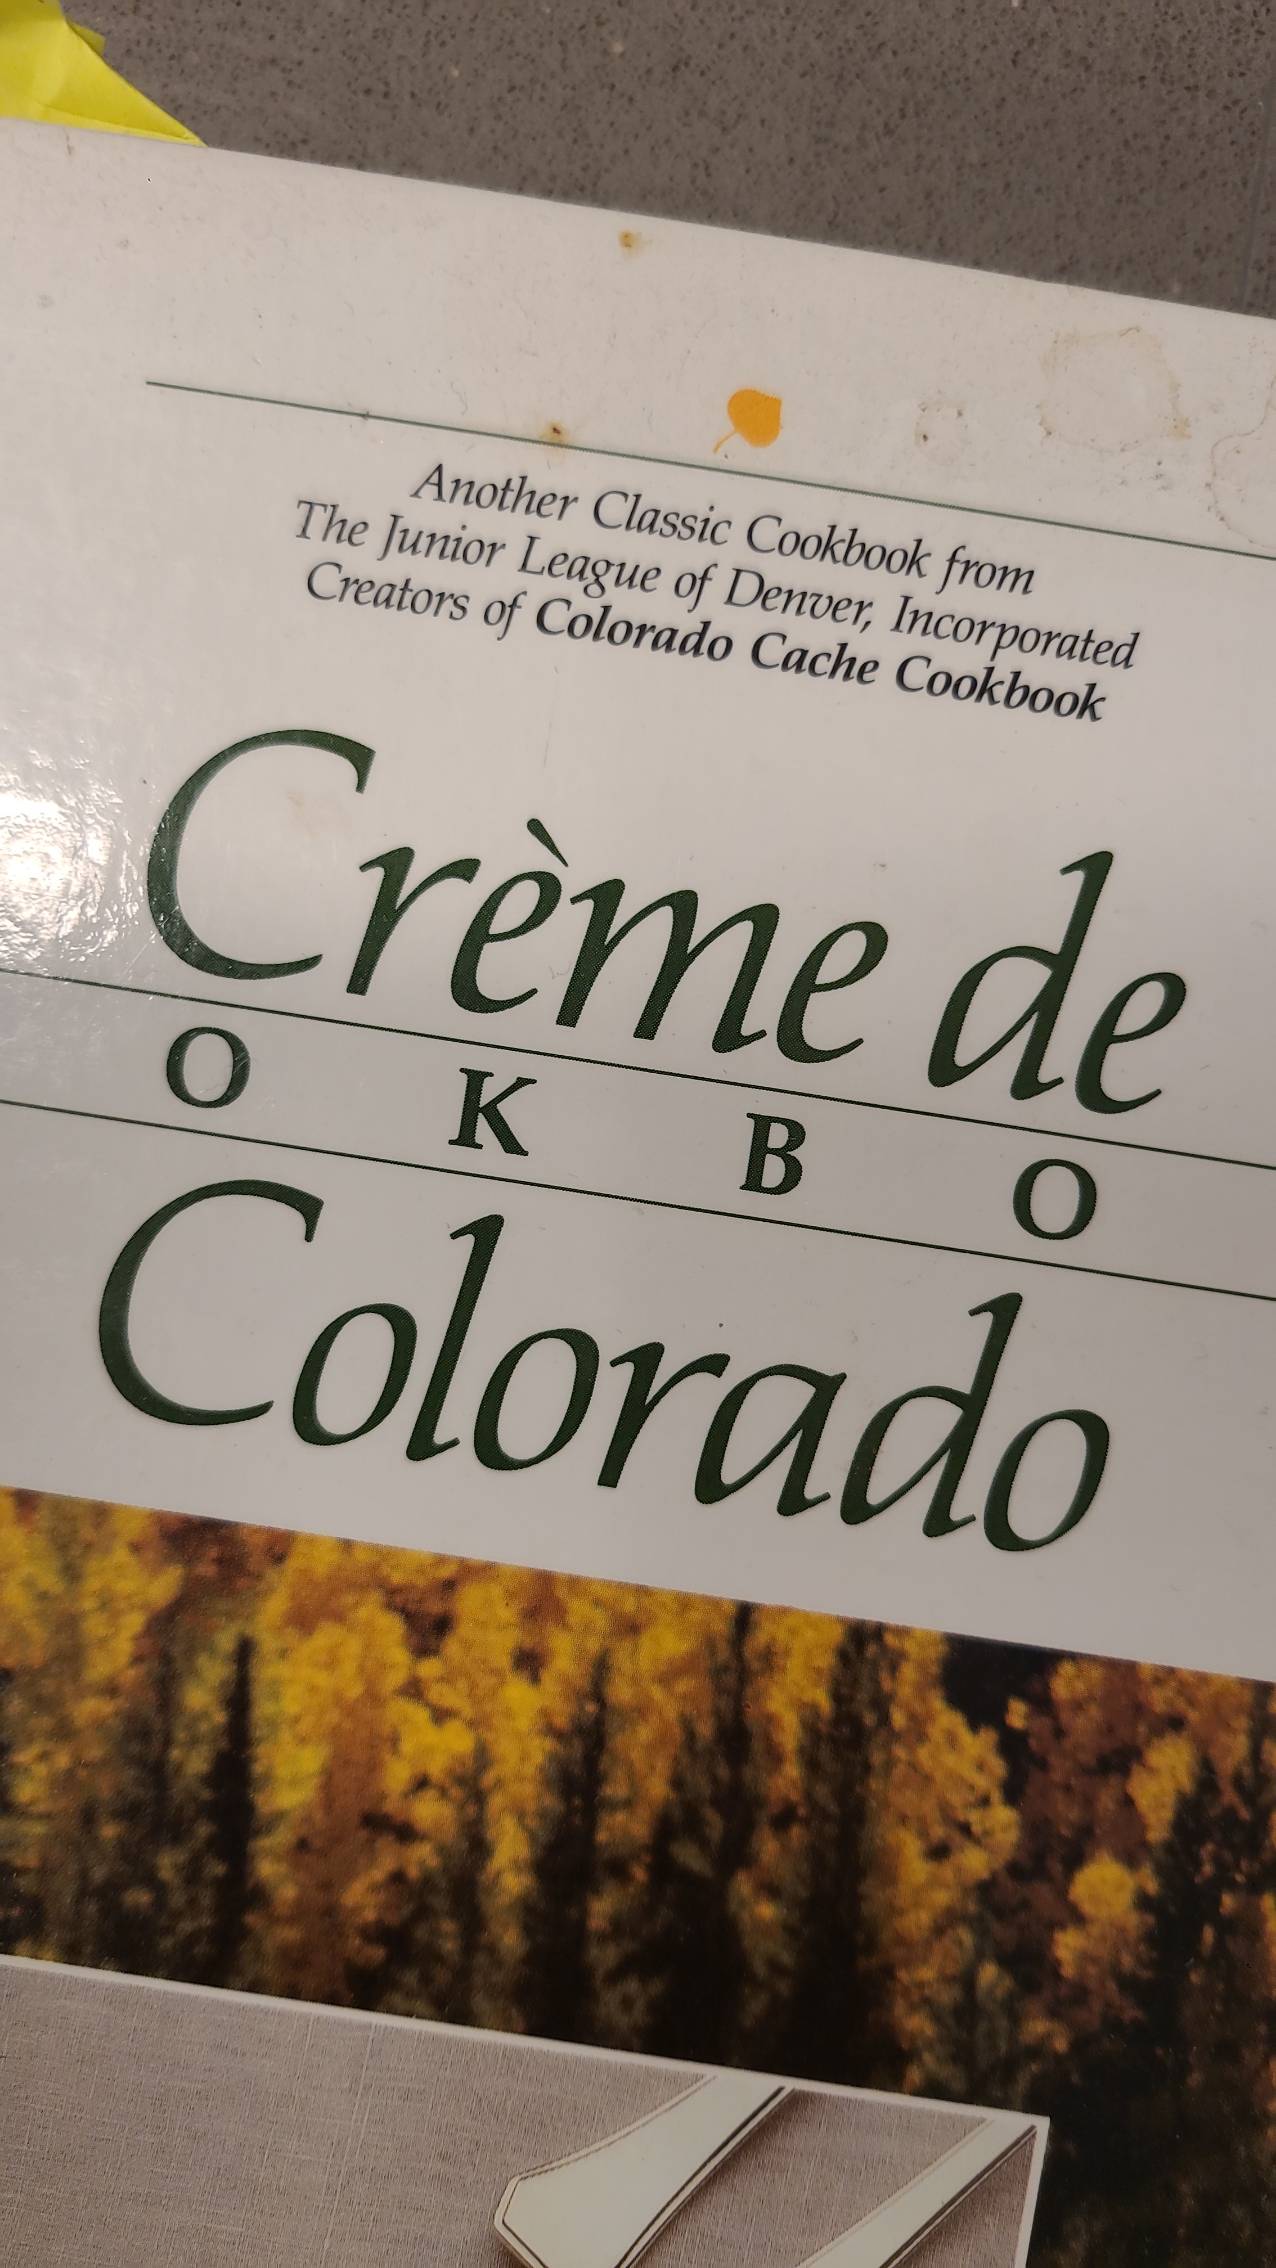 Another Classic Cookbook from
The Junior League of Denver, Incorporated
Creators of Colorado Cache Cookbook
Crème de
O K B O
Colorado